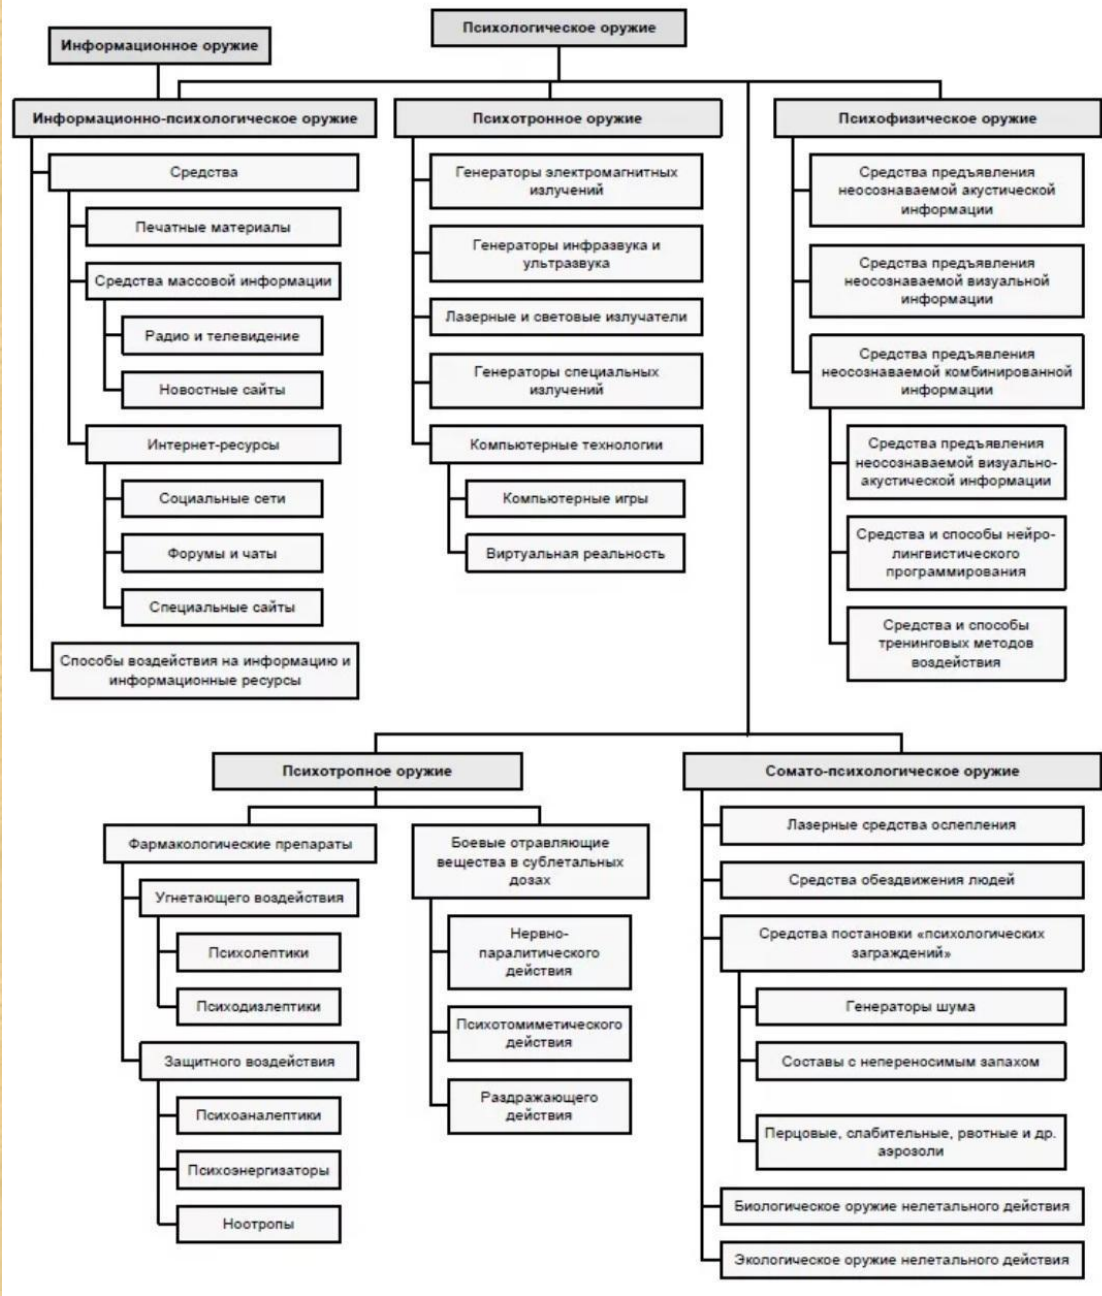 Психологическое оружие
Информационное оружие
Информационно-психологическое оружие
Средства
Печатные материалы
Средства массовой информации
Радио и телевидение
Новостные сайты
Интернет-ресурсы
Социальные сети
Форумы и чаты
Специальные сайты
Способы воздействия на информацию и
информационные ресурсы
Психотронное оружие
Генераторы электромагнитных
излучений
Генераторы инфразвука и
ультразвука
Лазерные и световые излучатели
Генераторы специальных
излучений
Компьютерные технологии
Компьютерные игры
Виртуальная реальность
Психофизическое оружие
Средства предъявления
неосознаваемой акустической
информации
Средства предъявления
неосознаваемой визуальной
информации
Средства предъявления
неосознаваемой комбинированной
информации
Средства предъявления
неосознаваемой визуально-
акустической информации
Средства и способы нейро-
лингвистического
программирования
Средства и способы
тренинговых методов
воздействия
Психотропное оружие
Фармакологические препараты
Угнетающего воздействия
Психолептики
Психодизлептики
Защитного воздействия
Психоаналептики
Психоэнергизаторы
Ноотропы
Боевые отравляющие
вещества в сублетальных
дозах
Нервно-
паралитического
действия
Психотомиметического
действия
Раздражающего
действия
Сомато-психологическое оружие
Лазерные средства ослепления
Средства обездвижения людей
Средства постановки «психологических
заграждений»
Генераторы шума
Составы с непереносимым запахом
Перцовые, слабительные, рвотные и др.
аэрозоли
Биологическое оружие нелетального действия
Экологическое оружие нелетального действия